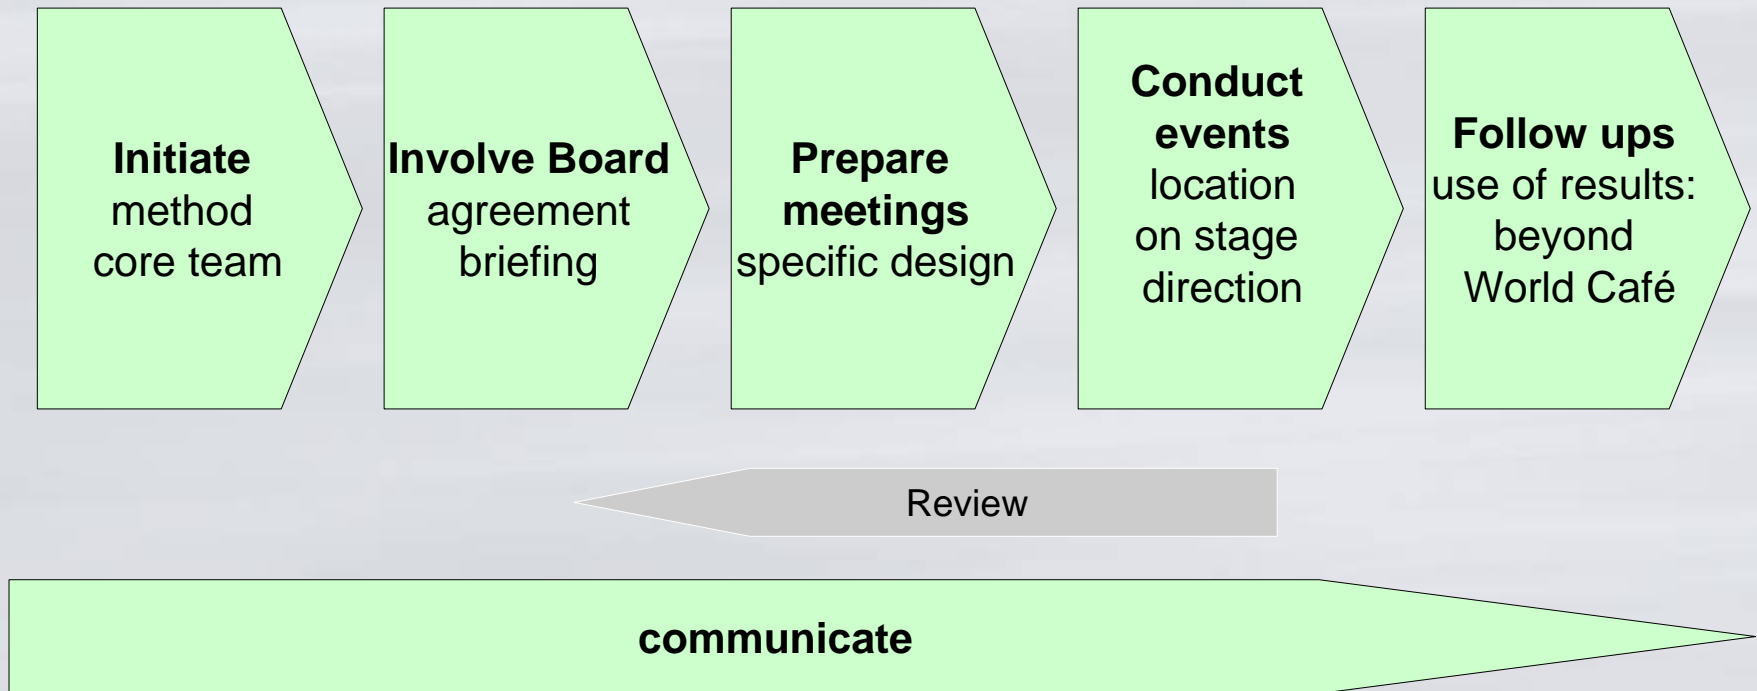 Initiate
method
core team
Involve Board
agreement
briefing
Prepare
meetings
specific design
Conduct
events
location
on stage
direction
Follow ups
use of results:
beyond
World Café
Review
communicate